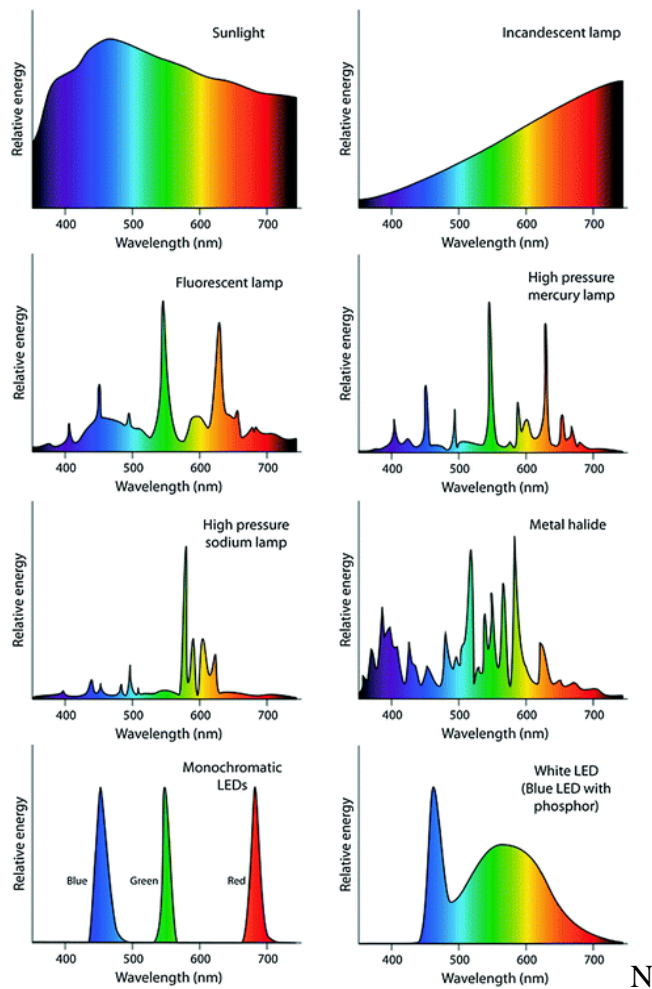 Sunlight
Relative energy
400 500 600 700
Wavelength (nm)
Incandescent lamp
Relative energy
400 500 600 700
Wavelength (nm)
Fluorescent lamp
Relative energy
400 500 600 700
Wavelength (nm)
High pressure
mercury lamp
Relative energy
400 500 600 700
Wavelength (nm)
High pressure
sodium lamp
Relative energy
400 500 600 700
Wavelength (nm)
Metal halide
Relative energy
400 500 600 700
Wavelength (nm)
Monochromatic
LEDs
Relative energy
Blue Green Red
400 500 600 700
Wavelength (nm)
White LED
(Blue LED with
phosphor)
Relative energy
400 500 600 700
Wavelength (nm)
N